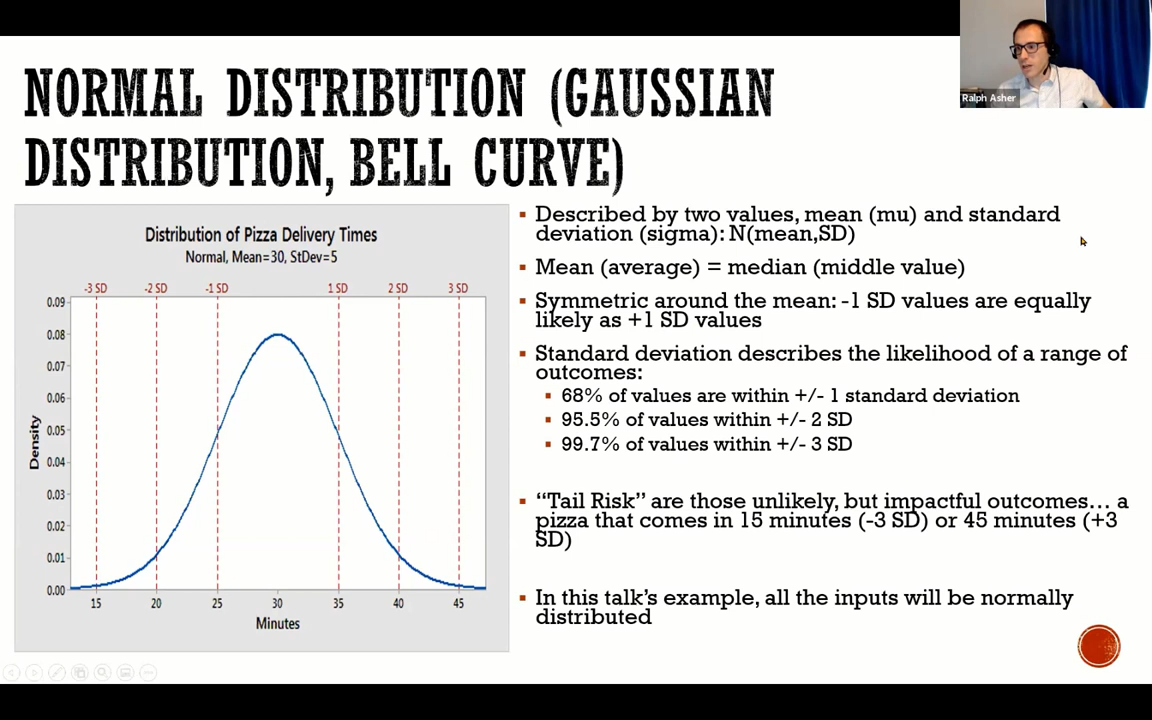 NORMAL DISTRIBUTION (GAUSSIAN
DISTRIBUTION, BELL CURVE)
Ralph Asher
Distribution of Pizza Delivery Times
Normal, Mean=30, StDev=5
-3 SD -2 SD -1 SD 1 SD 2 SD 3 SD
0.09
0.08
0.07
0.06
0.05
0.04
0.03
0.02
0.01
0.00
Density
15 20 25 30 35 40 45
Minutes
Described by two values, mean (mu) and standard
deviation (sigma): N(mean,SD)
Mean (average) = median (middle value)
Symmetric around the mean: -1 SD values are equally
likely as +1 SD values
Standard deviation describes the likelihood of a range of
outcomes:
68% of values are within +/- 1 standard deviation
95.5% of values within +/- 2 SD
99.7% of values within +/- 3 SD
“Tail Risk” are those unlikely, but impactful outcomes… a
pizza that comes in 15 minutes (-3 SD) or 45 minutes (+3
SD)
In this talk’s example, all the inputs will be normally
distributed